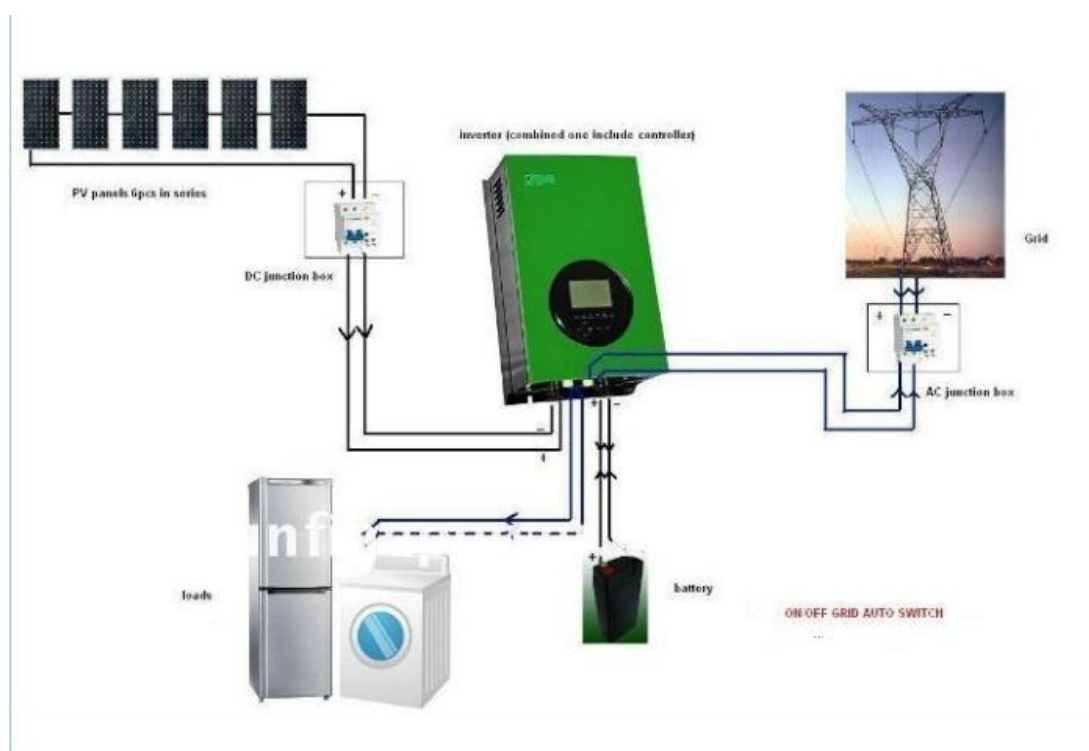 inverter (combined one include controller)
PV panels 6pcs in series
+ −
DC junction box
Grid
+ −
AC junction box
+ −
−
+
+
loads
battery
ON OFF GRID AUTO SWITCH
...